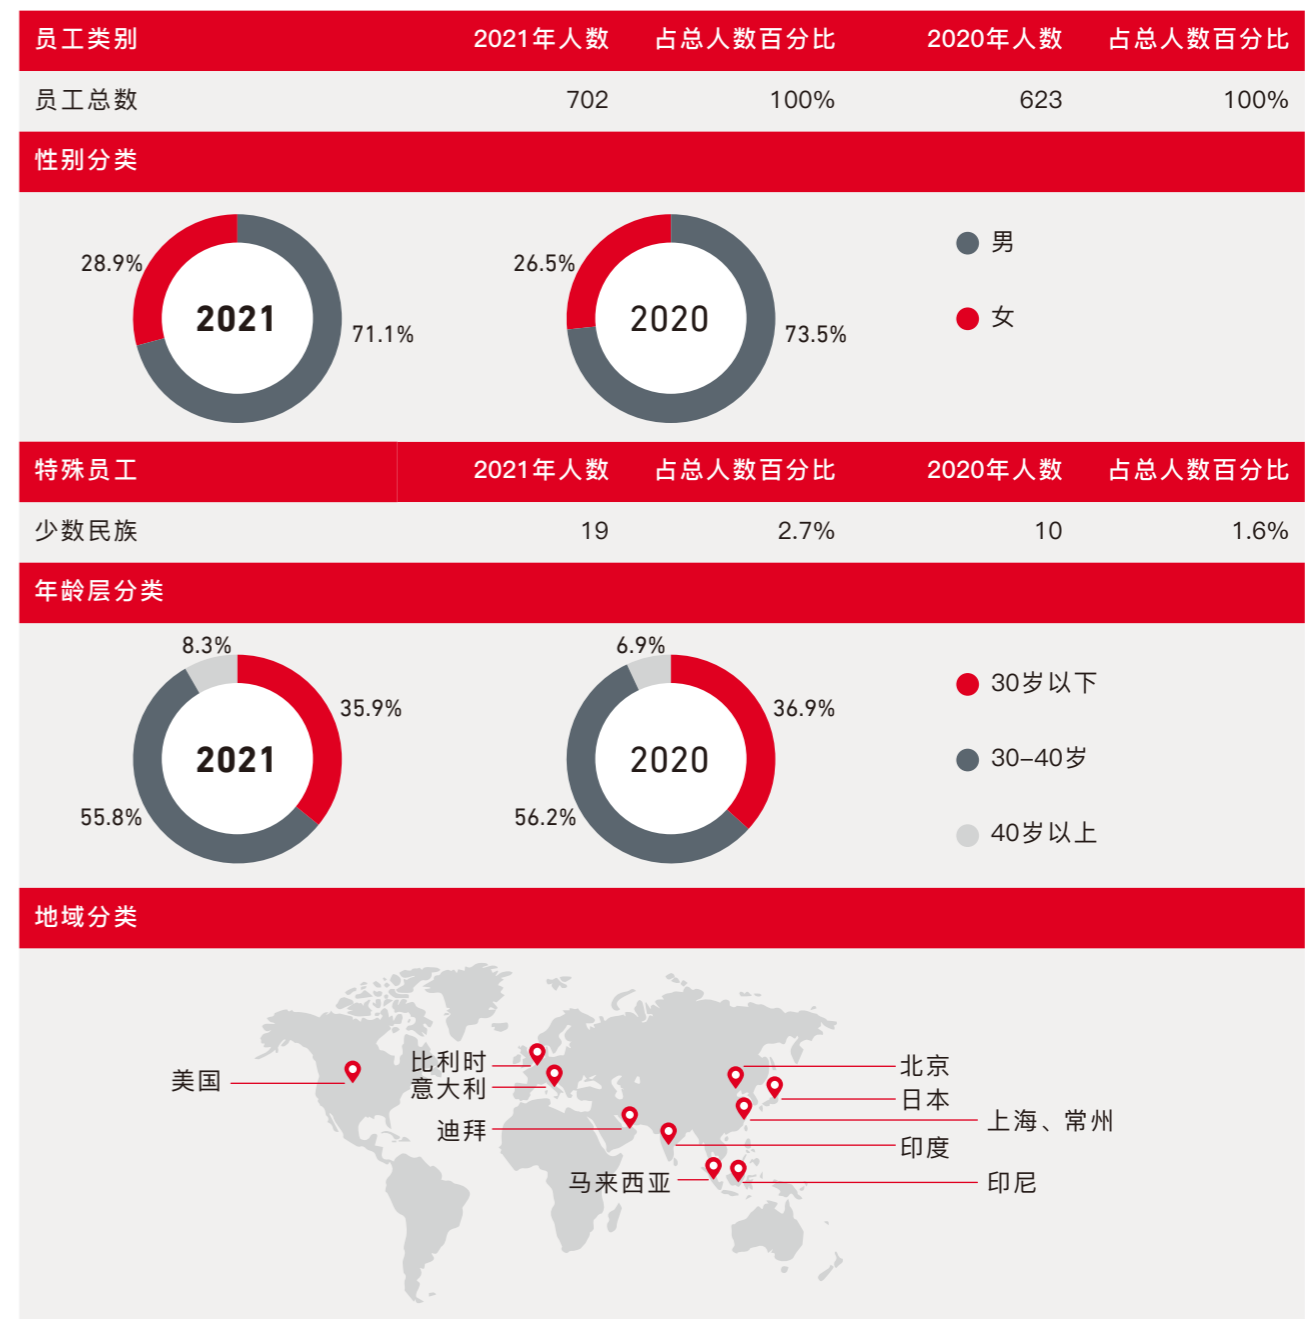 员工类别 2021年人数 占总人数百分比 2020年人数 占总人数百分比
员工总数 702 100% 623 100%
性别分类
28.9% 2021 71.1%
26.5% 2020 73.5%
男
女
特殊员工 2021年人数 占总人数百分比 2020年人数 占总人数百分比
少数民族 19 2.7% 10 1.6%
年龄层分类
8.3% 35.9% 2021 55.8%
6.9% 36.9% 2020 56.2%
30岁以下
30–40岁
40岁以上
地域分类
美国
比利时
意大利
迪拜
马来西亚
北京
日本
上海、常州
印度
印尼